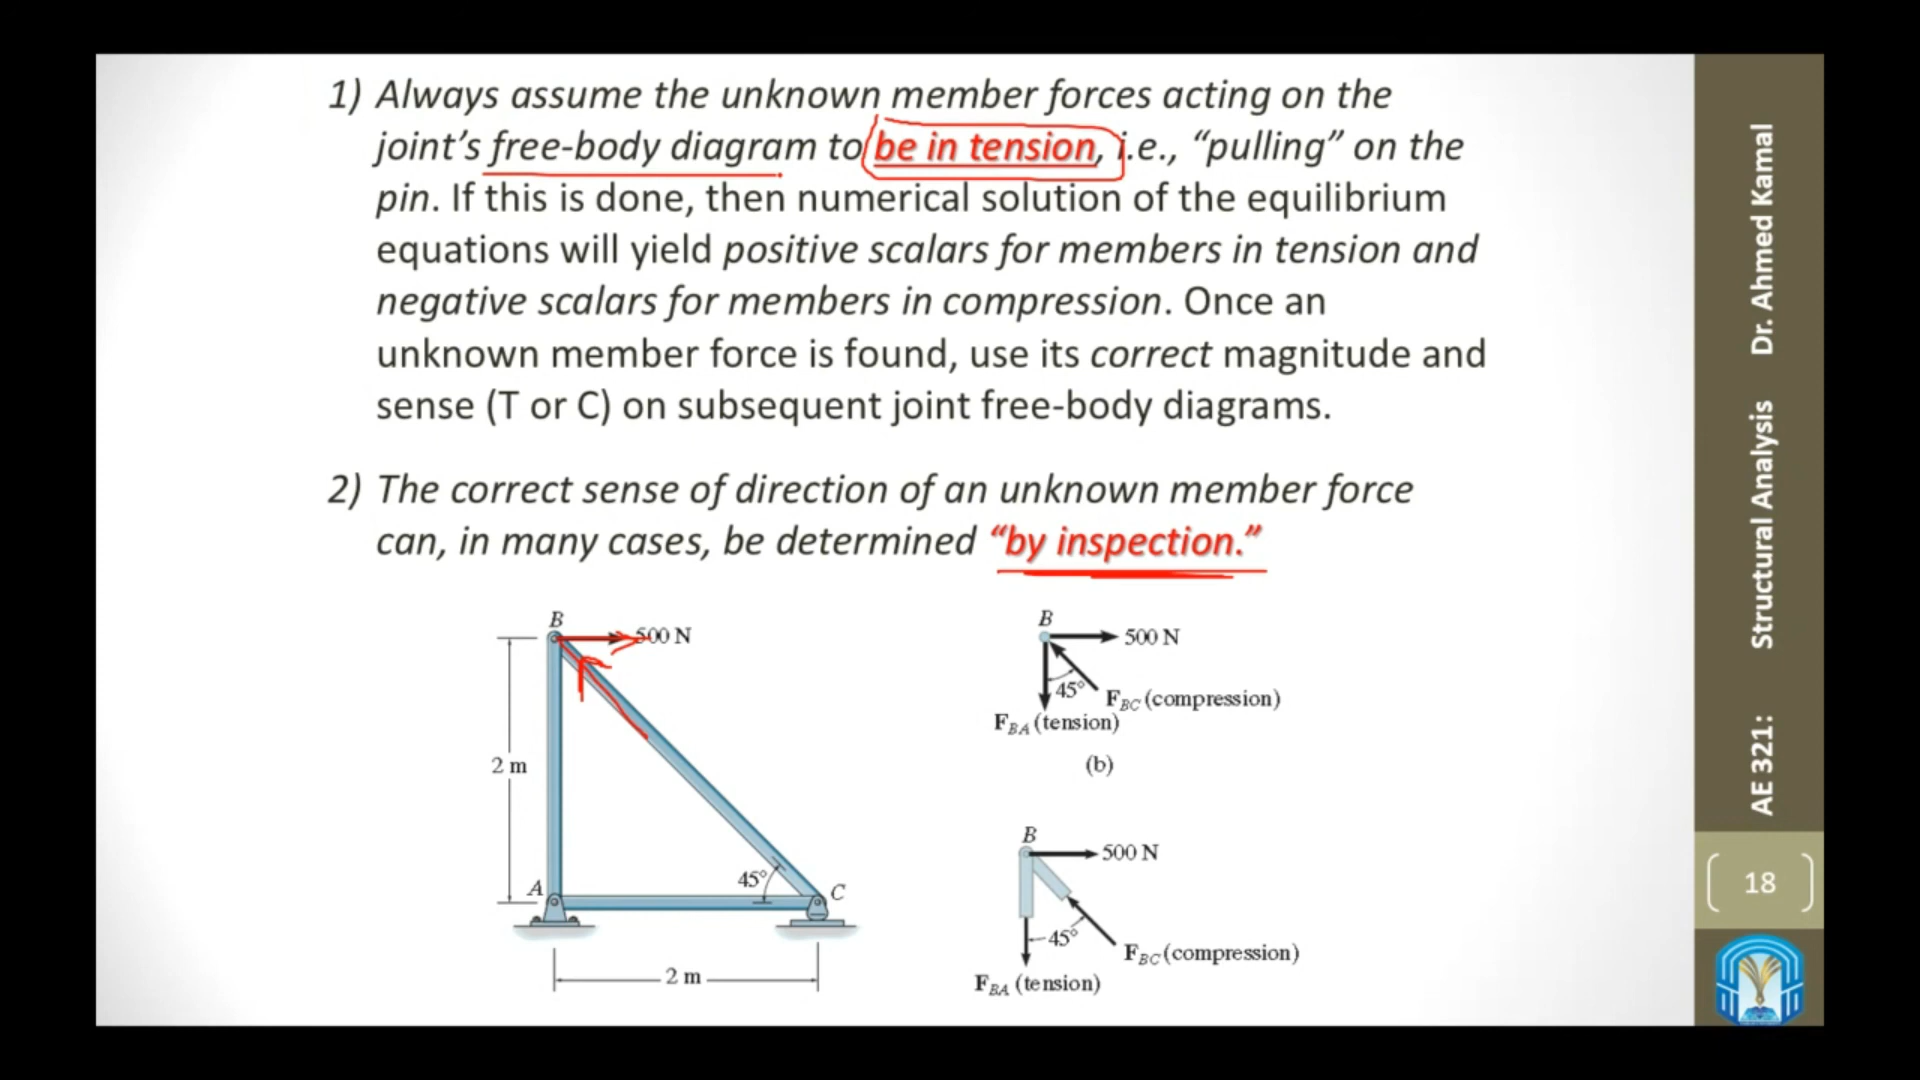 1) Always assume the unknown member forces acting on the
joint’s free-body diagram to be in tension, i.e., “pulling” on the
pin. If this is done, then numerical solution of the equilibrium
equations will yield positive scalars for members in tension and
negative scalars for members in compression. Once an
unknown member force is found, use its correct magnitude and
sense (T or C) on subsequent joint free-body diagrams.
2) The correct sense of direction of an unknown member force
can, in many cases, be determined “by inspection.”
B
500 N
2 m
A
45°
C
2 m
B
500 N
45°
F_BC (compression)
F_BA (tension)
(b)
B
500 N
45°
F_BC (compression)
F_BA (tension)
AE 321: Structural Analysis Dr. Ahmed Kamal
18